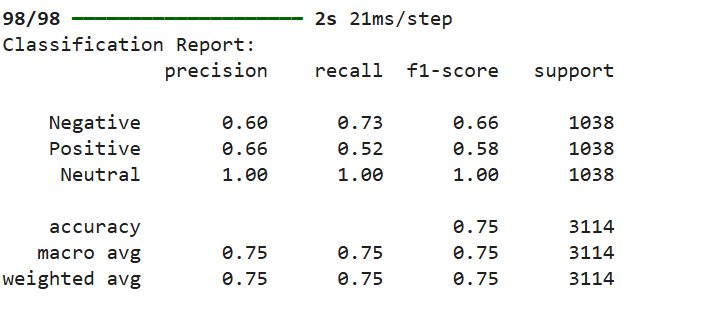 98/98 ━━━━━━━━━━━━━━━━━━━━ 2s 21ms/step
Classification Report:
precision recall f1-score support
Negative 0.60 0.73 0.66 1038
Positive 0.66 0.52 0.58 1038
Neutral 1.00 1.00 1.00 1038
accuracy 0.75 3114
macro avg 0.75 0.75 0.75 3114
weighted avg 0.75 0.75 0.75 3114